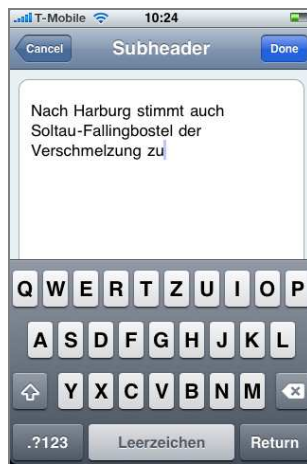 T-Mobile 10:24
Cancel Subheader Done
Nach Harburg stimmt auch
Soltau-Fallingbostel der
Verschmelzung zu
Q W E R T Z U I O P
A S D F G H J K L
Y X C V B N M
.?123 Leerzeichen Return